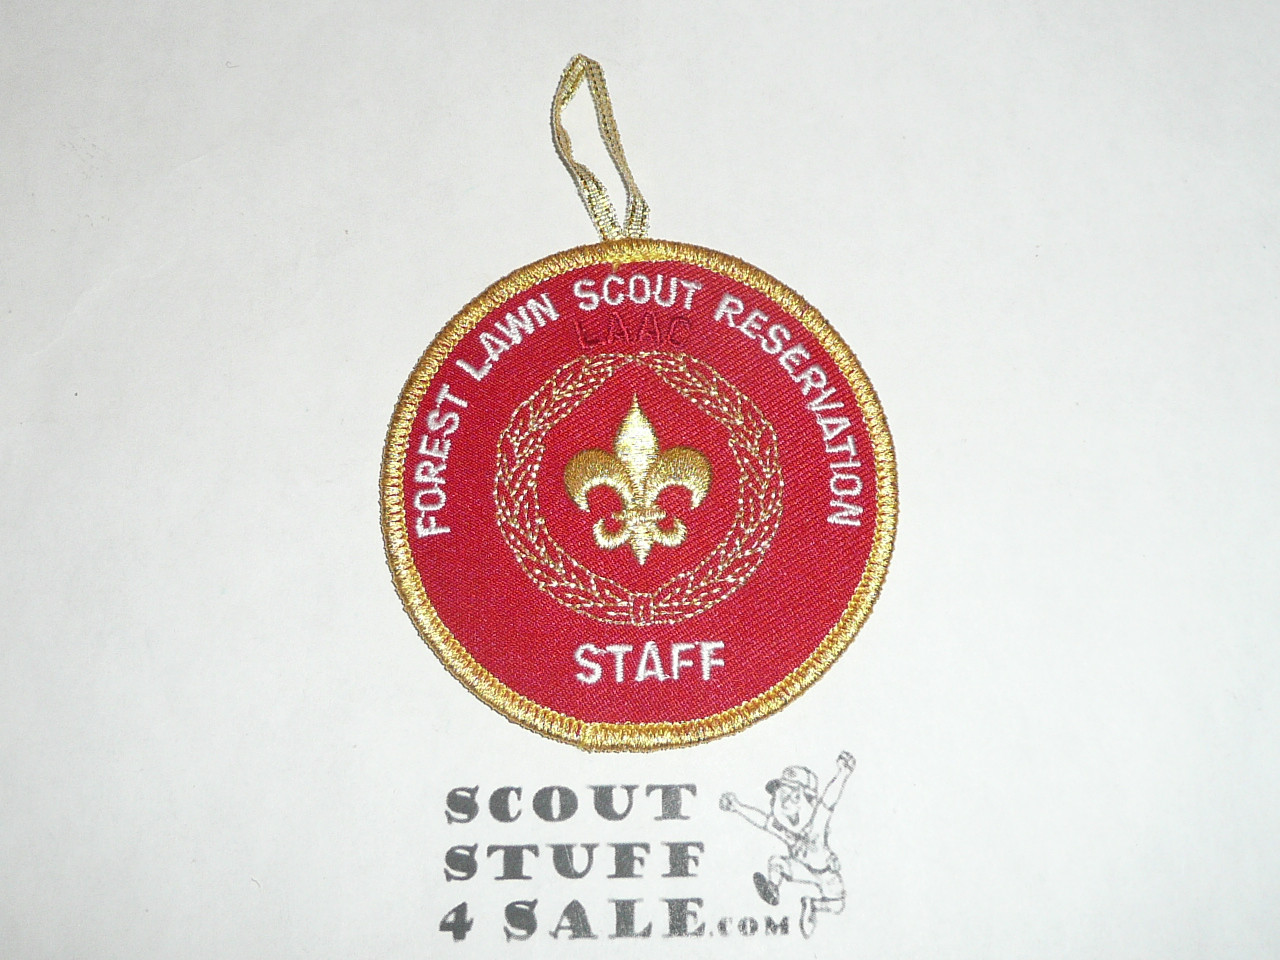 FOREST LAWN SCOUT RESERVATION
LAAC
STAFF
SCOUT
STUFF
4 SALE.COM